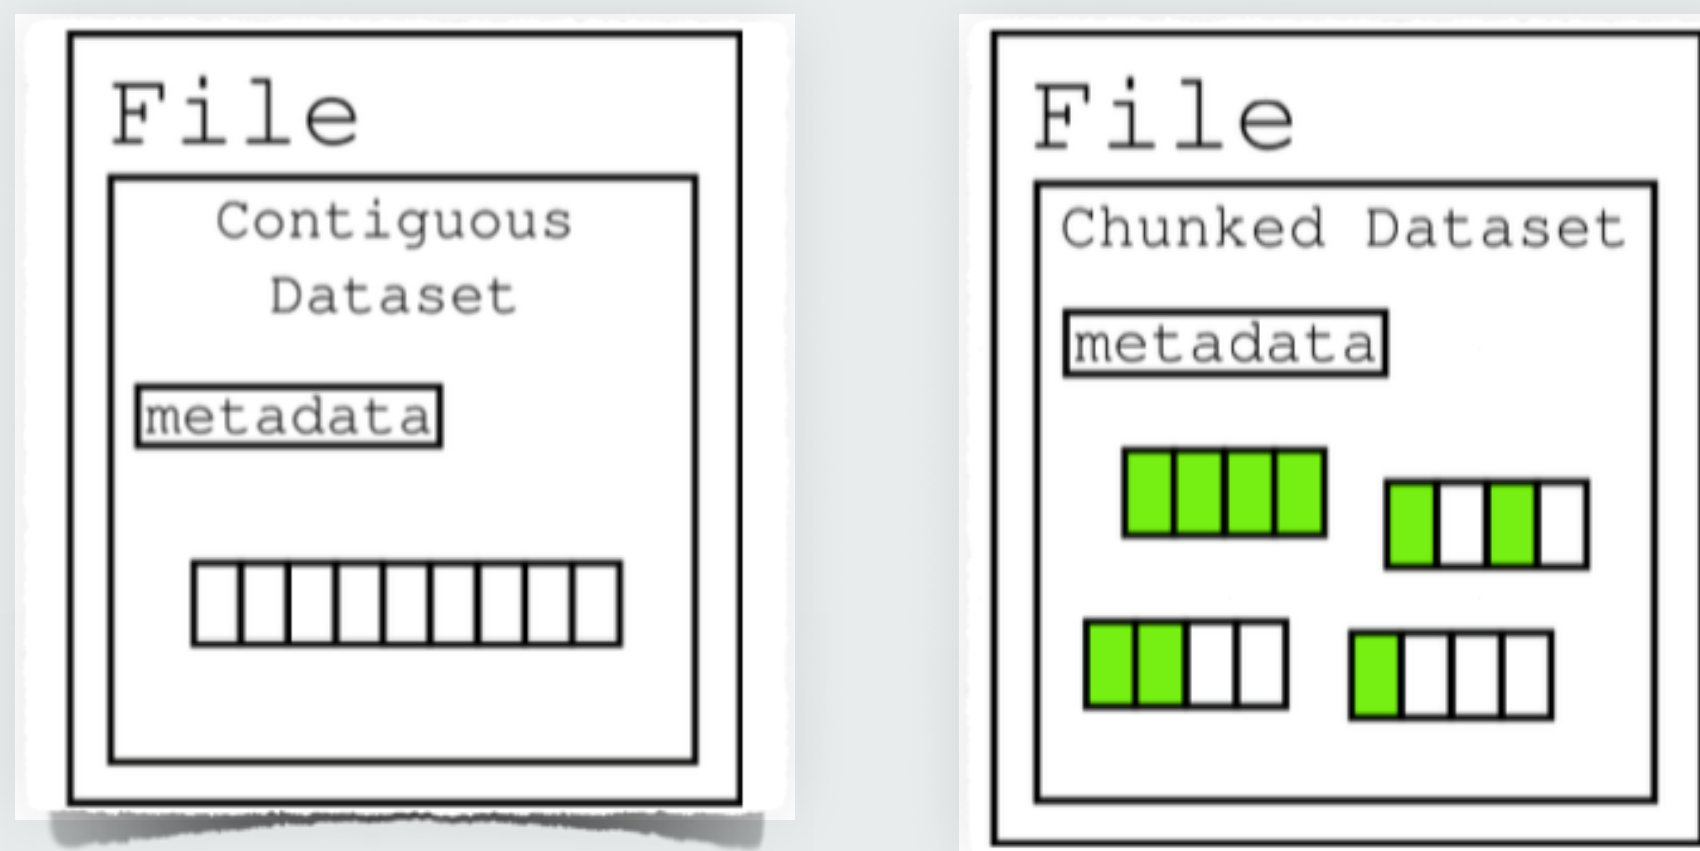 File
Contiguous
Dataset
metadata
File
Chunked Dataset
metadata